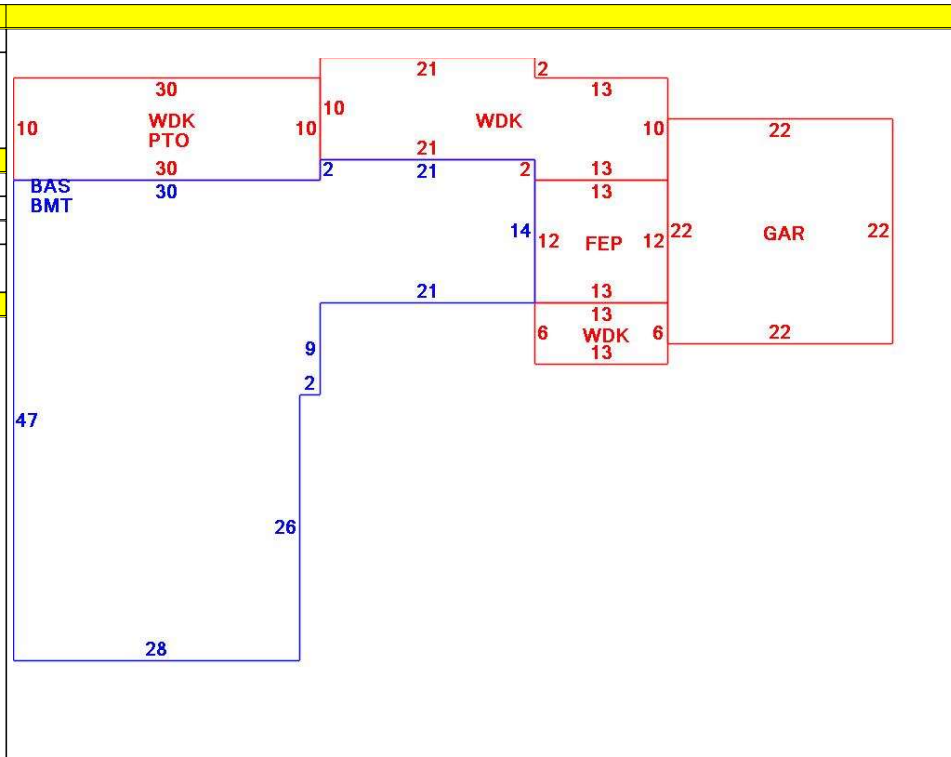 21 2
30 13
10 WDK 10 10 WDK 10 22
PTO
30 21 2 13
BAS 30 2 21 13
BMT
14 12 FEP 12 22 GAR 22
21 13
13
9 6 WDK 6 22
13
2
47
26
28